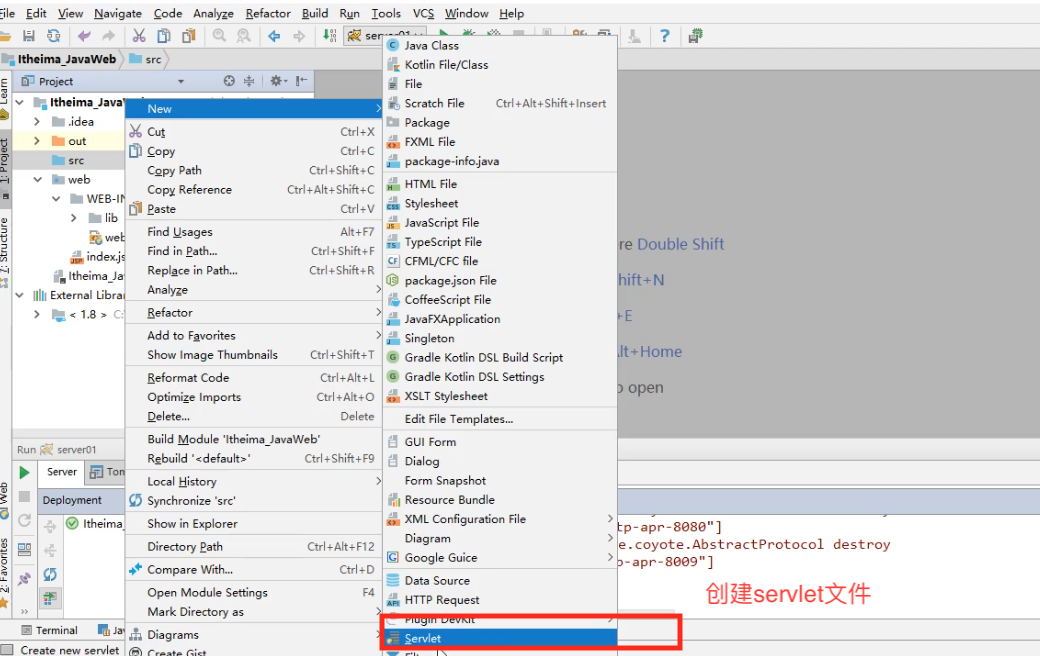 File Edit View Navigate Code Analyze Refactor Build Run Tools VCS Window Help
Itheima_JavaWeb src
Project
.idea
out
src
web
lib
External Librar
< 1.8 >
New
Cut Ctrl+X
Copy Ctrl+C
Copy Path Ctrl+Shift+C
Copy Reference Ctrl+Alt+Shift+C
Paste Ctrl+V
Find Usages Alt+F7
Find in Path... Ctrl+Shift+F
Replace in Path... Ctrl+Shift+R
Analyze
Refactor
Add to Favorites
Show Image Thumbnails Ctrl+Shift+T
Reformat Code Ctrl+Alt+L
Optimize Imports Ctrl+Alt+O
Delete... Delete
Build Module 'Itheima_JavaWeb'
Rebuild '<default>' Ctrl+Shift+F9
Local History
Synchronize 'src'
Show in Explorer
Directory Path Ctrl+Alt+F12
Compare With... Ctrl+D
Open Module Settings F4
Mark Directory as
Diagrams
Create Gist...
Java Class
Kotlin File/Class
File
Scratch File Ctrl+Alt+Shift+Insert
Package
FXML File
package-info.java
HTML File
Stylesheet
JavaScript File
TypeScript File
CFML/CFC file
package.json File
CoffeeScript File
JavaFXApplication
Singleton
Gradle Kotlin DSL Build Script
Gradle Kotlin DSL Settings
XSLT Stylesheet
Edit File Templates...
GUI Form
Dialog
Form Snapshot
Resource Bundle
XML Configuration File
Diagram
Google Guice
Data Source
HTTP Request
Plugin DevKit
Servlet
re Double Shift
hift+N
+E
lt+Home
o open
Run server01
Server
Deployment
tp-apr-8080"]
e.coyote.AbstractProtocol destroy
p-apr-8009"]
创建servlet文件
Terminal
Create new servlet
Learn
1: Project
7: Structure
Web
2: Favorites